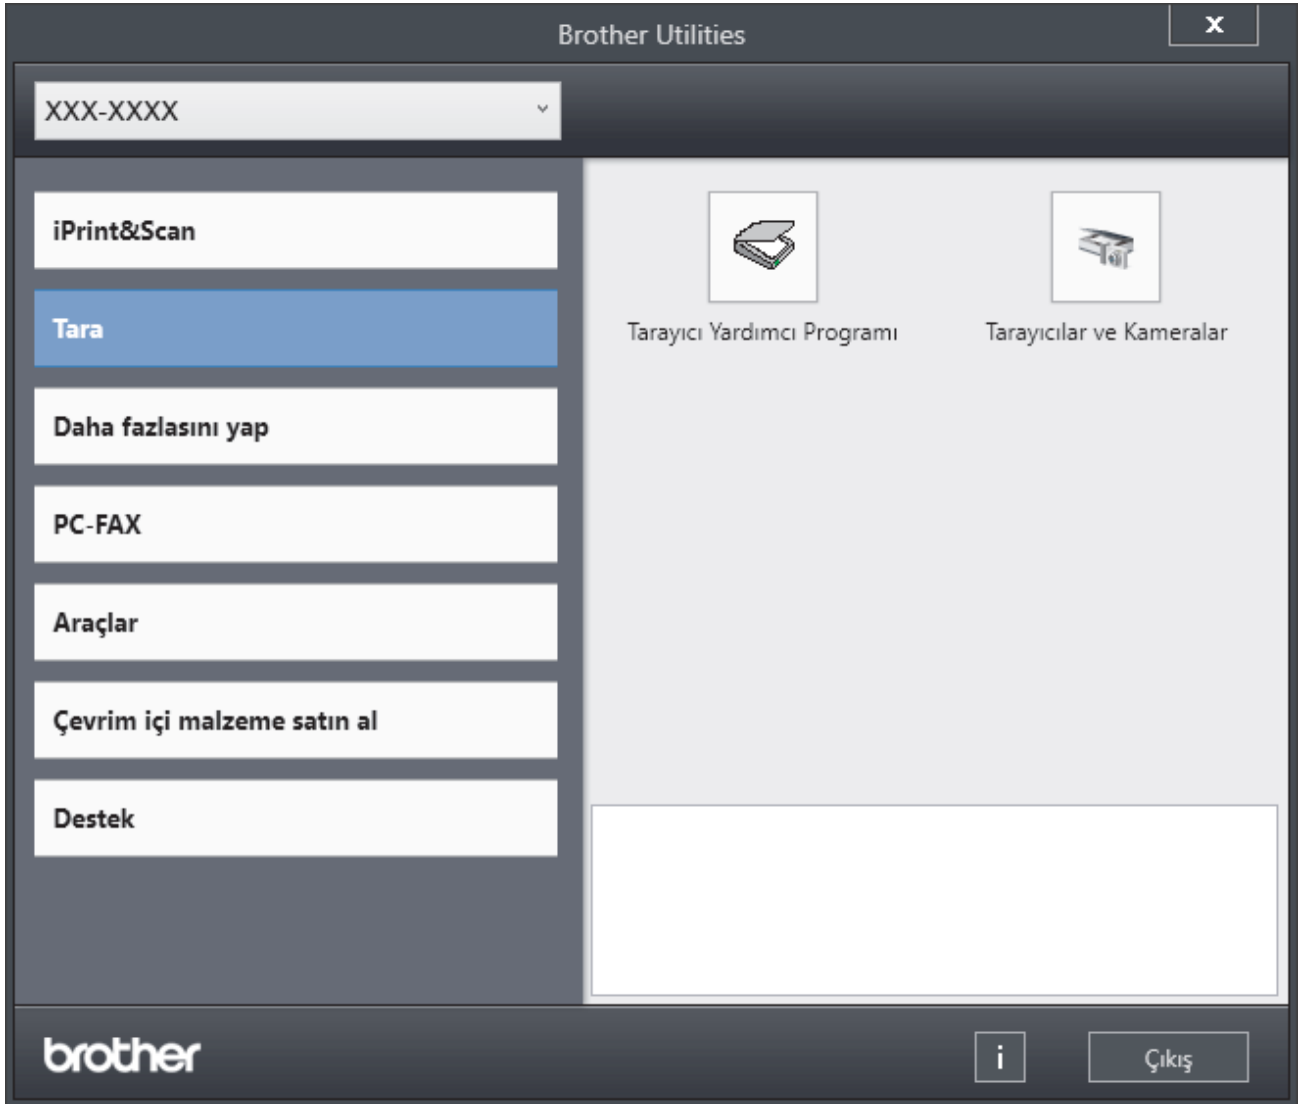 Brother Utilities
X
XXX-XXXX
iPrint&Scan
Tara
Daha fazlasını yap
PC-FAX
Araçlar
Çevrim içi malzeme satın al
Destek
Tarayıcı Yardımcı Programı
Tarayıcılar ve Kameralar
brother
i
Çıkış